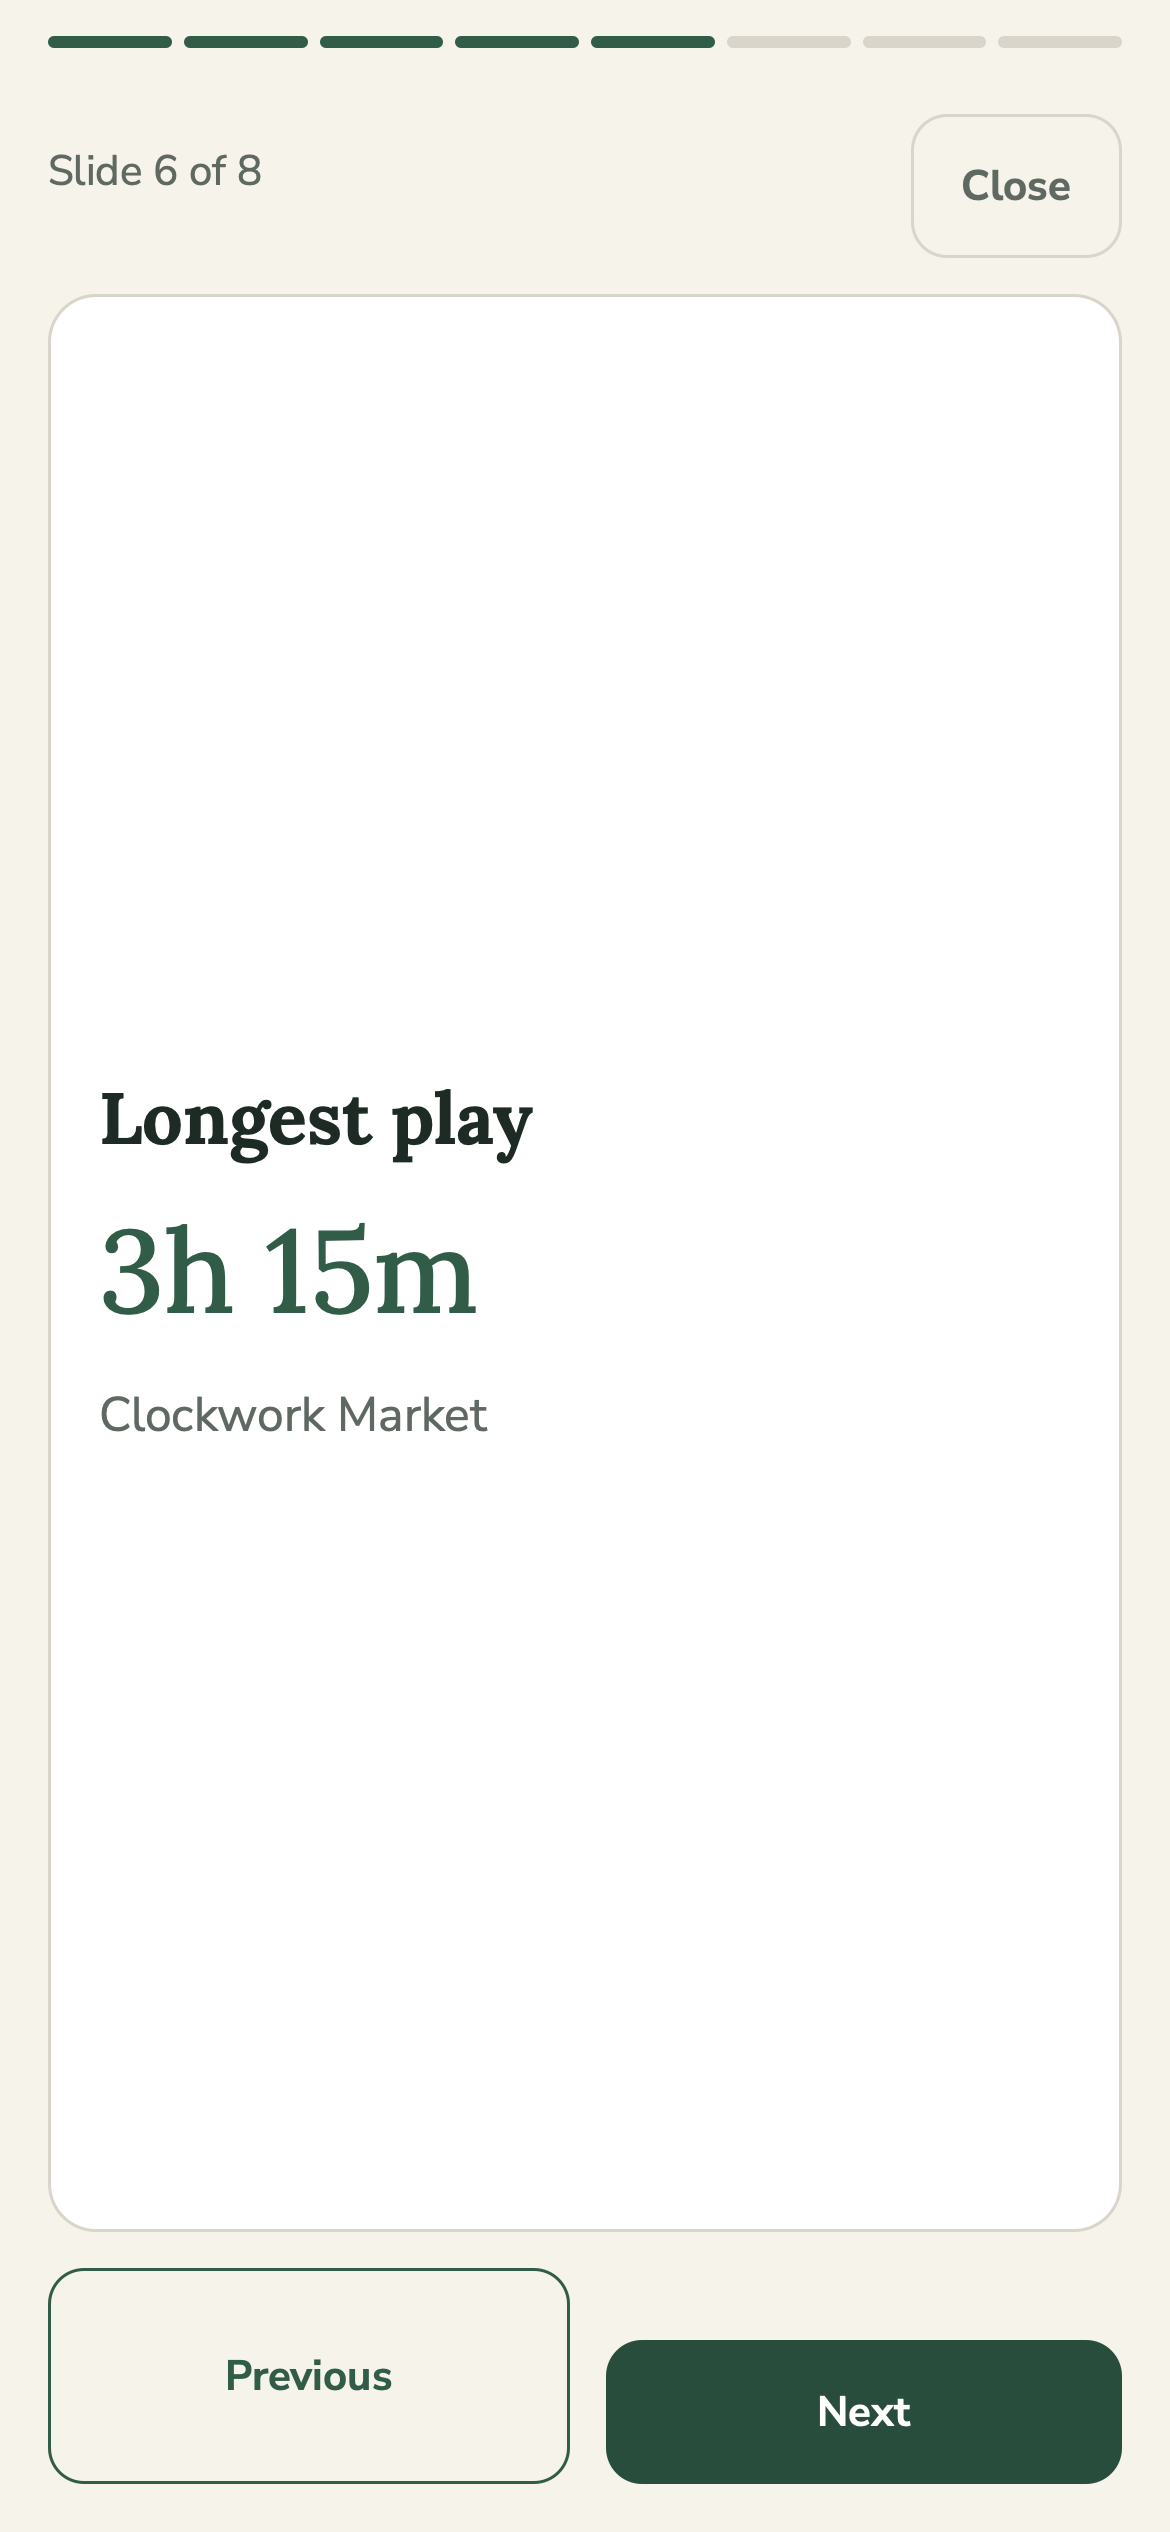 Slide 6 of 8
Close
Longest play
3h 15m
Clockwork Market
Previous
Next